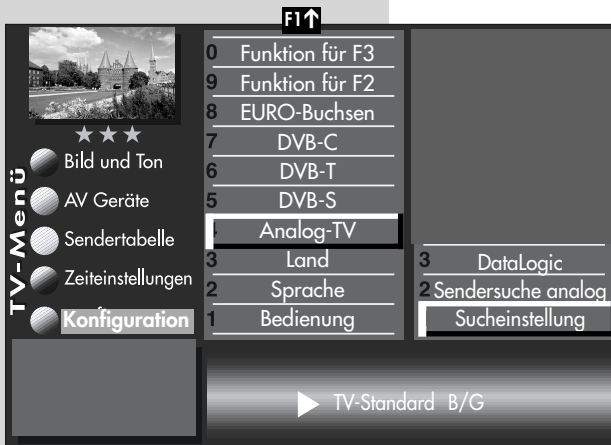 F1↑
0 Funktion für F3
9 Funktion für F2
8 EURO-Buchsen
7 DVB-C
6 DVB-T
5 DVB-S
4 Analog-TV
3 Land
2 Sprache
1 Bedienung
TV-Menü
Bild und Ton
AV Geräte
Sendertabelle
Zeiteinstellungen
Konfiguration
3 DataLogic
2 Sendersuche analog
Sucheinstellung
TV-Standard B/G